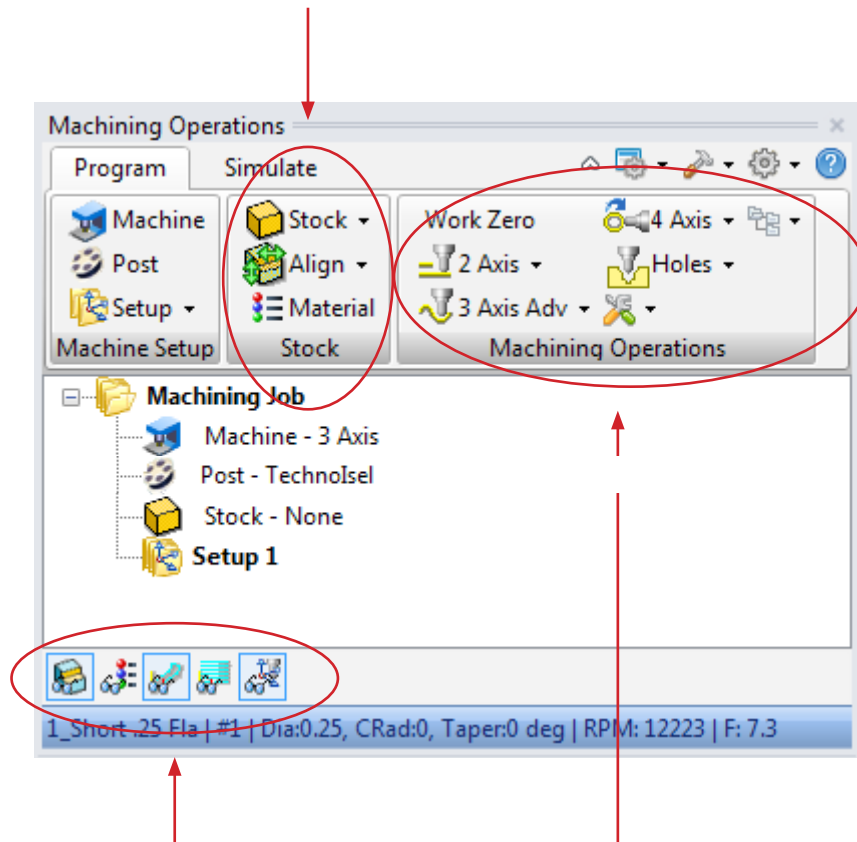 Machining Operations
Program Simulate
Machine Stock Work Zero 4 Axis
Post Align 2 Axis Holes
Setup Material 3 Axis Adv
Machine Setup Stock Machining Operations
Machining Job
Machine - 3 Axis
Post - TechnoIsel
Stock - None
Setup 1
1_Short .25 Fla | #1 | Dia:0.25, CRad:0, Taper:0 deg | RPM: 12223 | F: 7.3